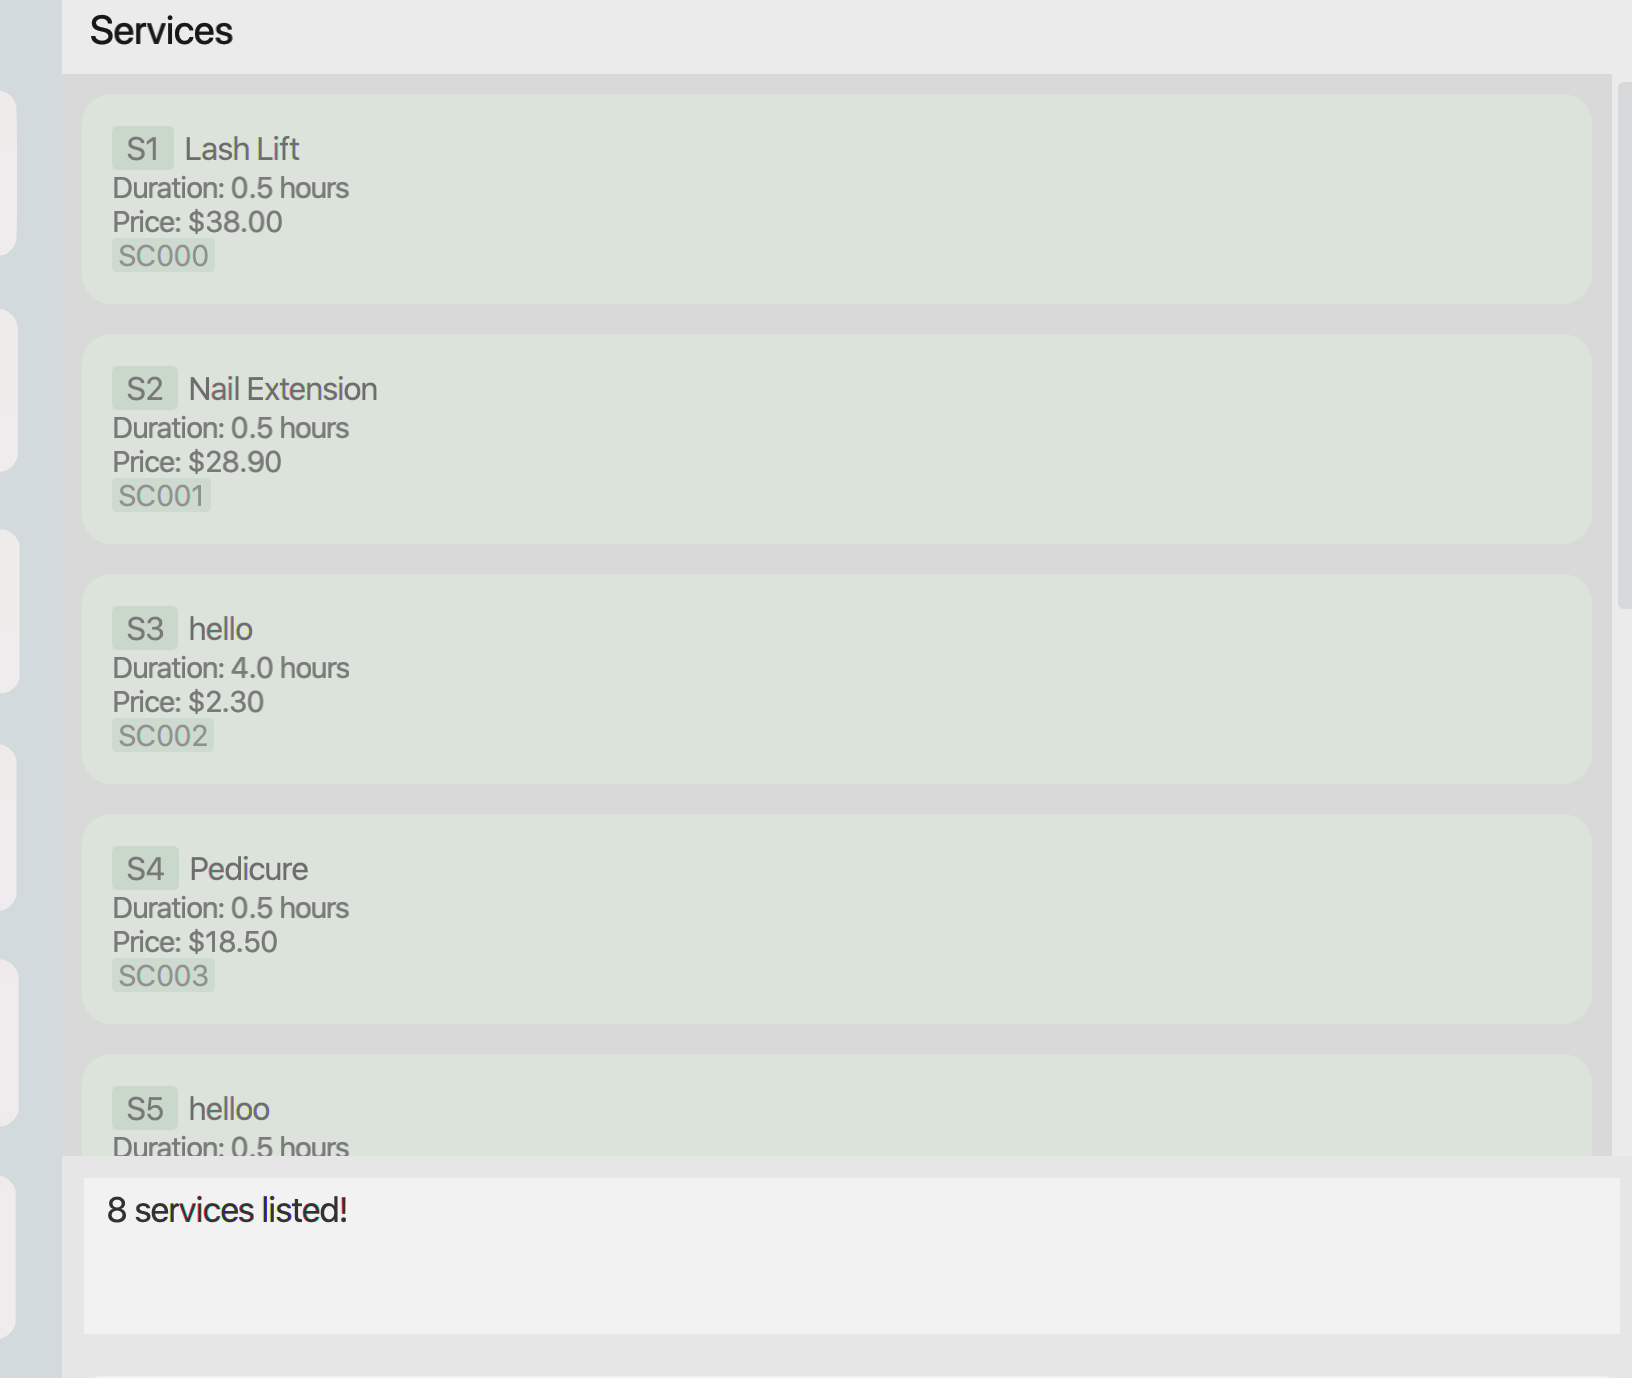 Services
S1 Lash Lift
Duration: 0.5 hours
Price: $38.00
SC000
S2 Nail Extension
Duration: 0.5 hours
Price: $28.90
SC001
S3 hello
Duration: 4.0 hours
Price: $2.30
SC002
S4 Pedicure
Duration: 0.5 hours
Price: $18.50
SC003
S5 helloo
Duration: 0.5 hours
8 services listed!